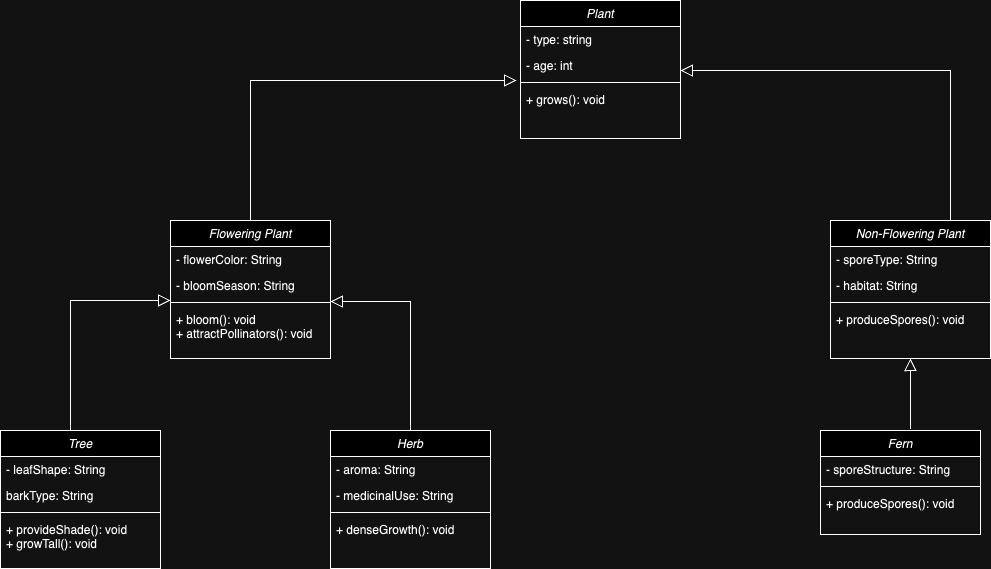 Plant
- type: string
- age: int
+ grows(): void
Flowering Plant
- flowerColor: String
- bloomSeason: String
+ bloom(): void
+ attractPollinators(): void
Non-Flowering Plant
- sporeType: String
- habitat: String
+ produceSpores(): void
Tree
- leafShape: String
barkType: String
+ provideShade(): void
+ growTall(): void
Herb
- aroma: String
- medicinalUse: String
+ denseGrowth(): void
Fern
- sporeStructure: String
+ produceSpores(): void